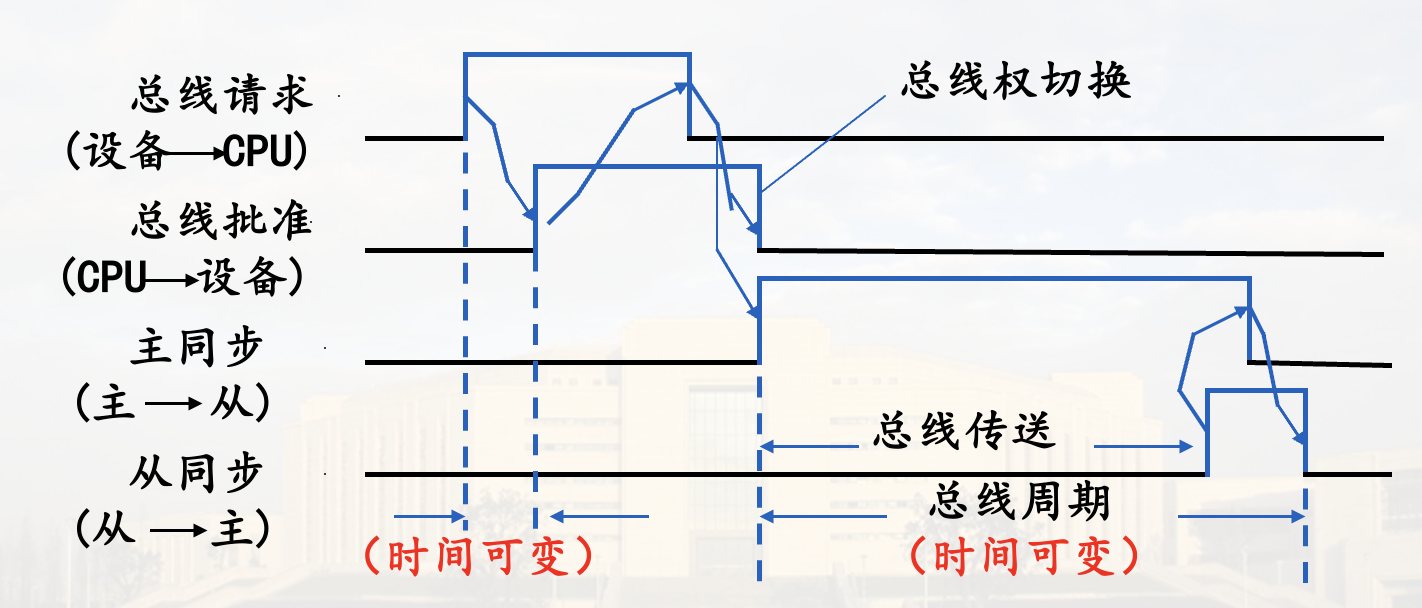 总线请求
(设备→CPU)
总线权切换
总线批准
(CPU→设备)
主同步
(主→从)
总线传送
从同步
(从→主)
总线周期
(时间可变)
(时间可变)